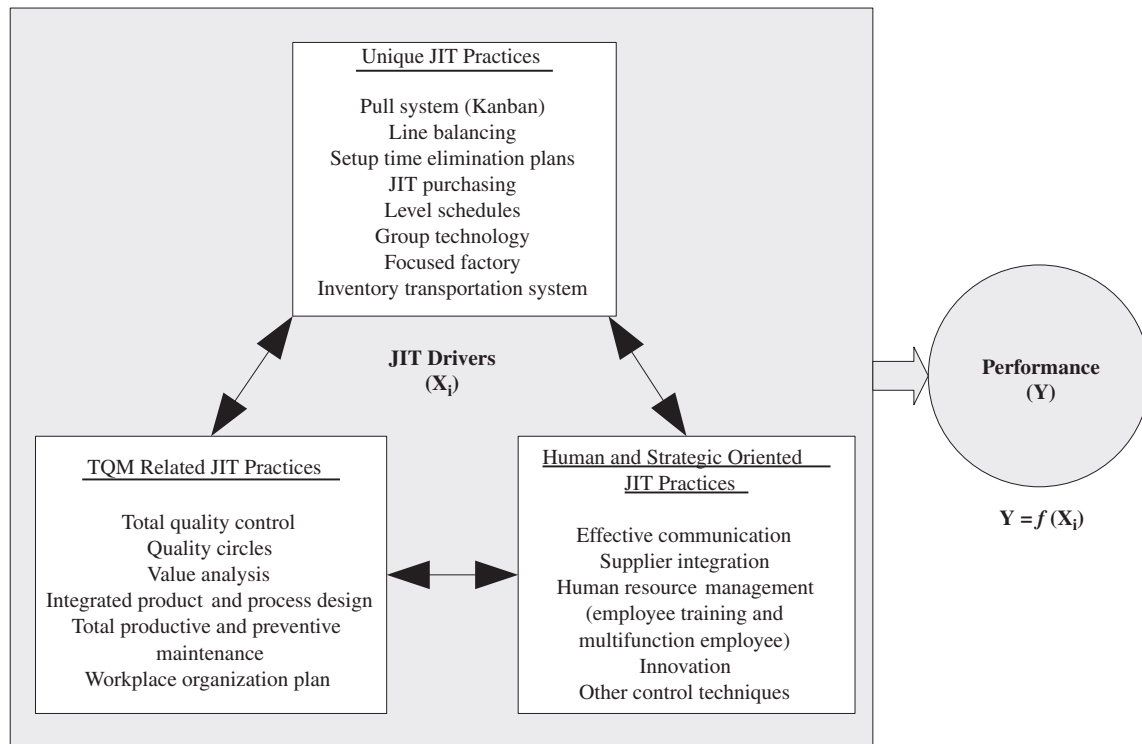 Unique JIT Practices
Pull system (Kanban)
Line balancing
Setup time elimination plans
JIT purchasing
Level schedules
Group technology
Focused factory
Inventory transportation system
JIT Drivers
(Xi)
TQM Related JIT Practices
Total quality control
Quality circles
Value analysis
Integrated product and process design
Total productive and preventive
maintenance
Workplace organization plan
Human and Strategic Oriented
JIT Practices
Effective communication
Supplier integration
Human resource management
(employee training and
multifunction employee)
Innovation
Other control techniques
Performance
(Y)
Y = f (Xi)